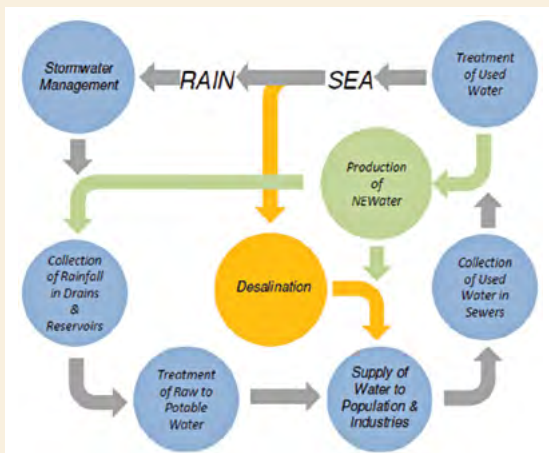 Stormwater
Management
RAIN
SEA
Treatment
of Used
Water
Production
of
NEWater
Collection
of Rainfall
in Drains
&
Reservoirs
Desalination
Collection
of Used
Water in
Sewers
Treatment
of Raw to
Potable
Water
Supply of
Water to
Population &
Industries